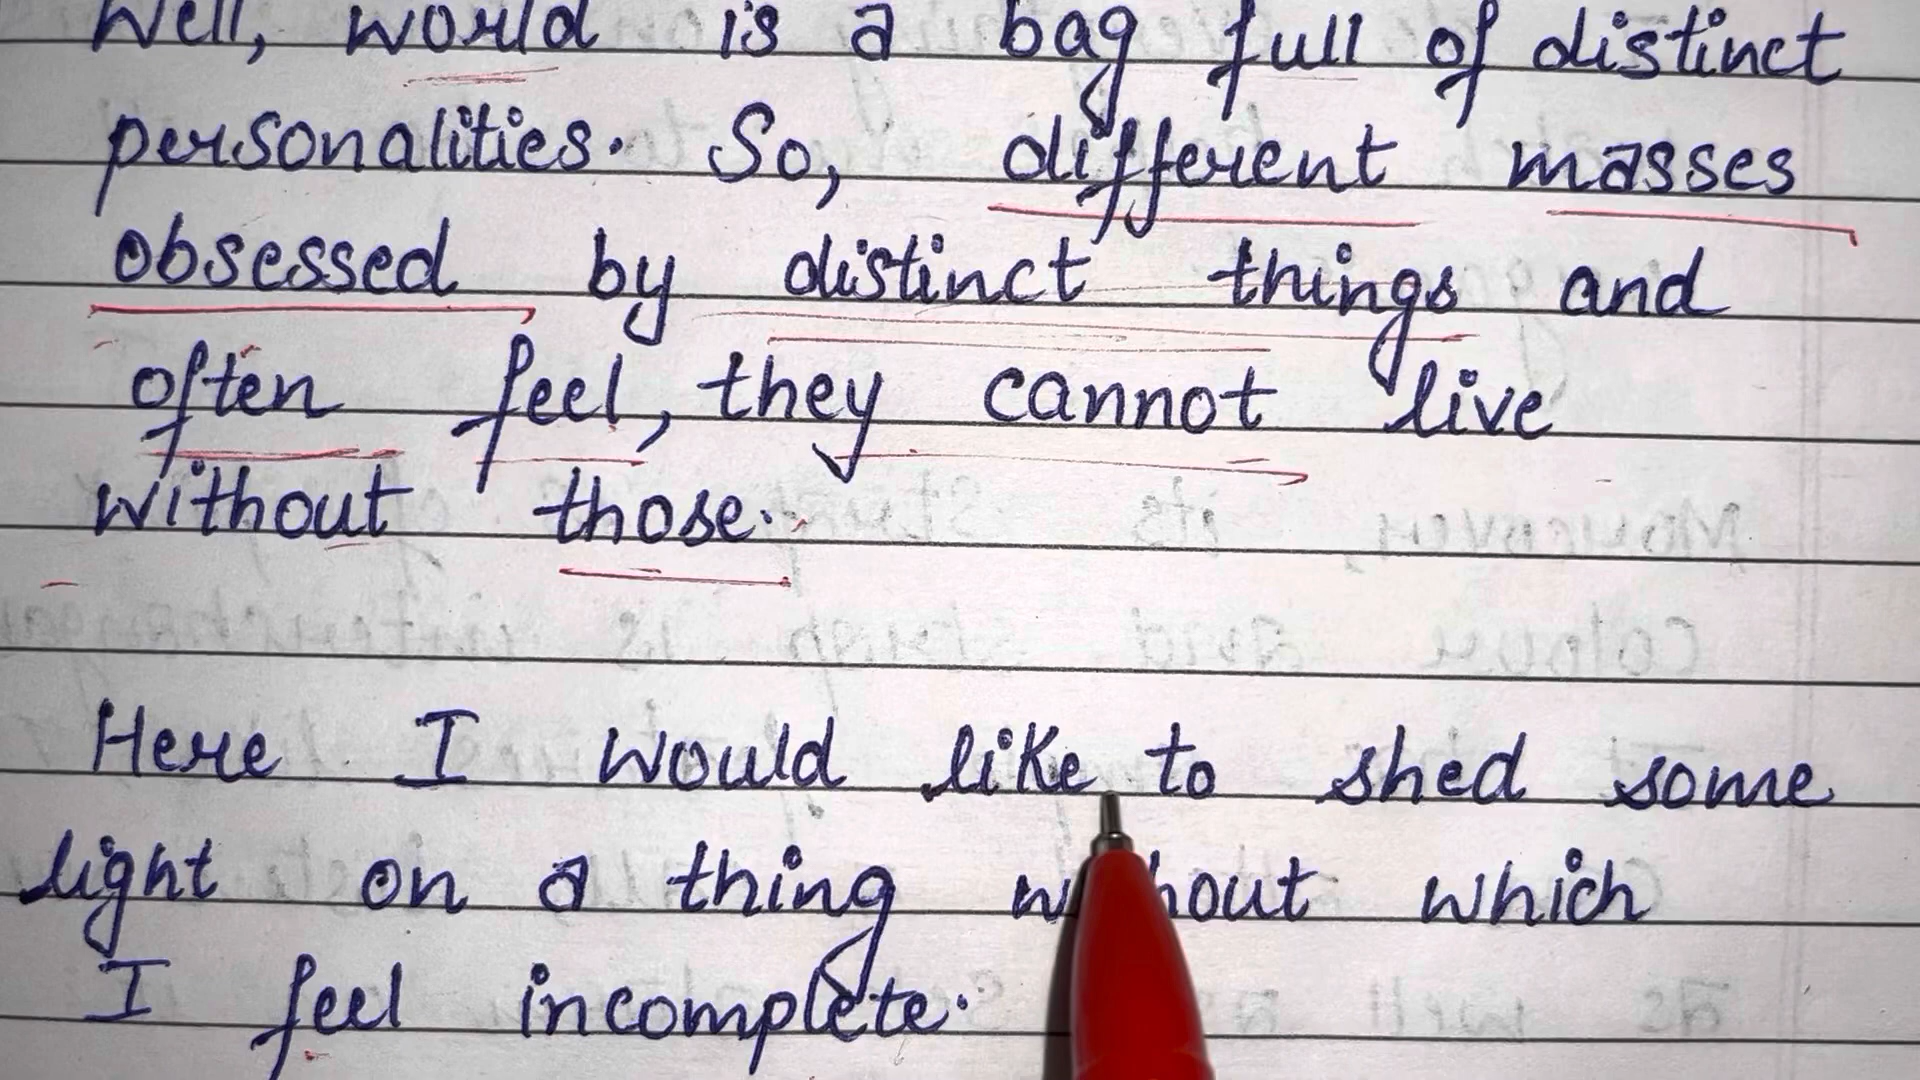 Well, world is a bag full of distinct
personalities. So, different masses
obsessed by distinct things and
often feel, they cannot live
without those.
Here I would like to shed some
light on a thing without which
I feel incomplete.